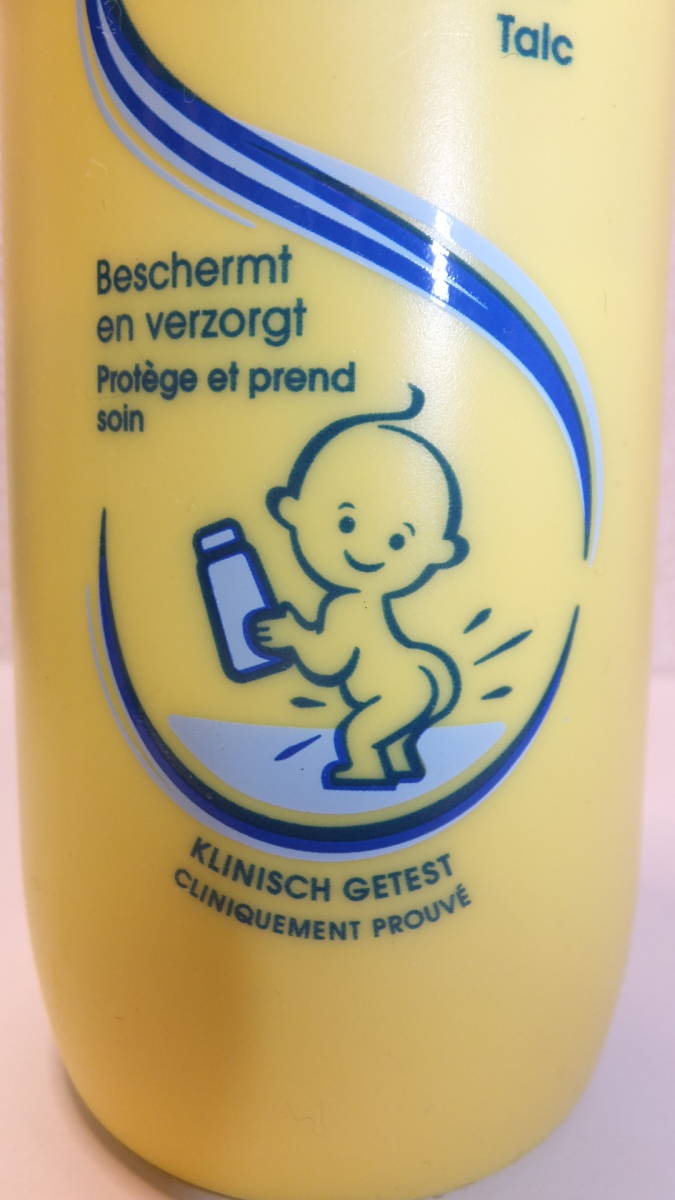 Talc
Beschermt
en verzorgt
Protège et prend
soin
KLINISCH GETEST
CLINIQUEMENT PROUVÉ